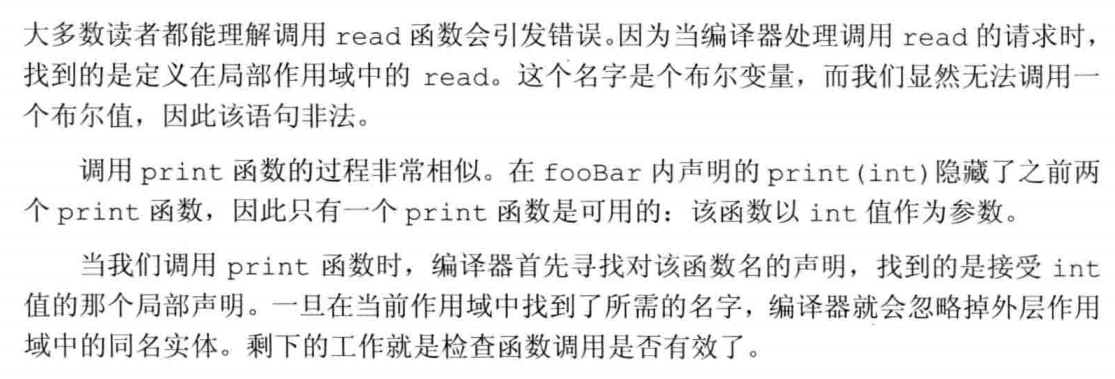 大多数读者都能理解调用 read 函数会引发错误。因为当编译器处理调用 read 的请求时，
找到的是定义在局部作用域中的 read。这个名字是个布尔变量，而我们显然无法调用一
个布尔值，因此该语句非法。
调用 print 函数的过程非常相似。在 fooBar 内声明的 print(int)隐藏了之前两
个 print 函数，因此只有一个 print 函数是可用的：该函数以 int 值作为参数。
当我们调用 print 函数时，编译器首先寻找对该函数名的声明，找到的是接受 int
值的那个局部声明。一旦在当前作用域中找到了所需的名字，编译器就会忽略掉外层作用
域中的同名实体。剩下的工作就是检查函数调用是否有效了。